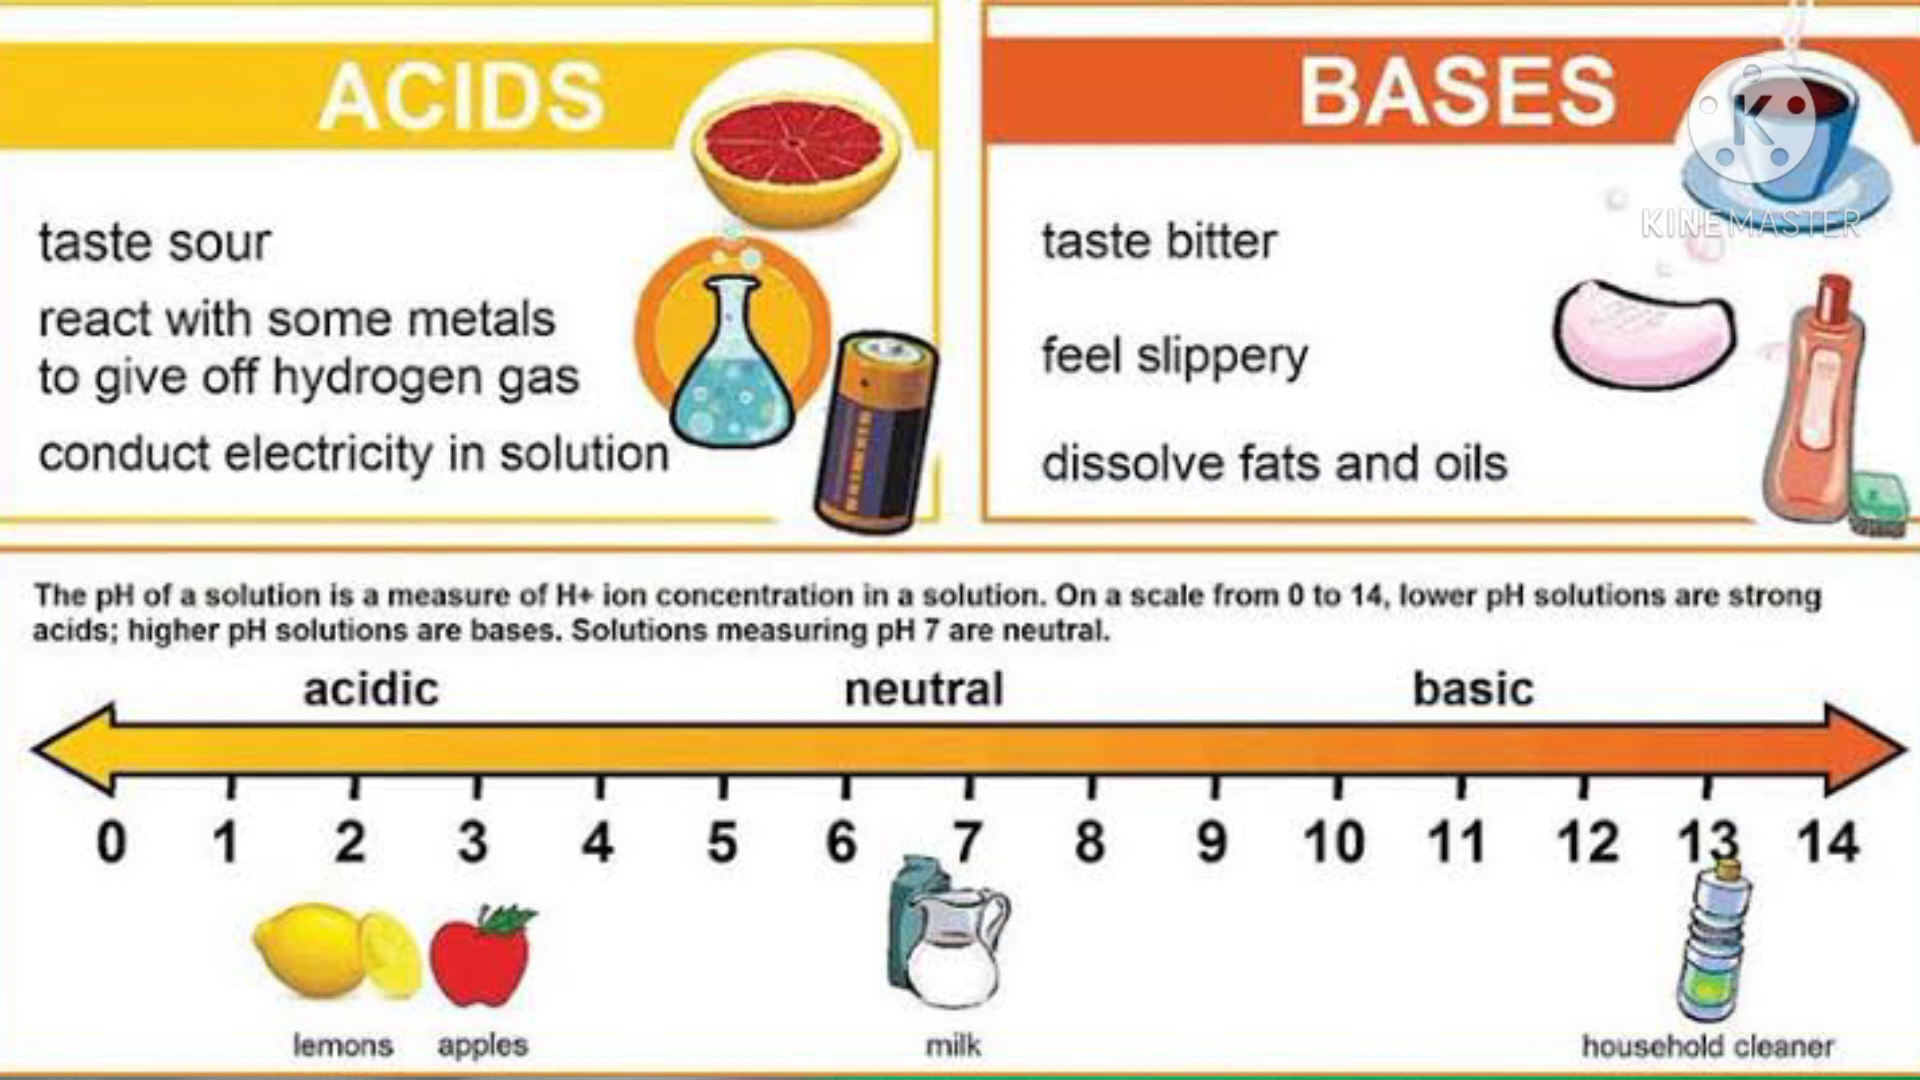 ACIDS
taste sour
react with some metals
to give off hydrogen gas
conduct electricity in solution
BASES
K
KINEMASTER
taste bitter
feel slippery
dissolve fats and oils
The pH of a solution is a measure of H+ ion concentration in a solution. On a scale from 0 to 14, lower pH solutions are strong
acids; higher pH solutions are bases. Solutions measuring pH 7 are neutral.
acidic neutral basic
0 1 2 3 4 5 6 7 8 9 10 11 12 13 14
lemons apples milk household cleaner